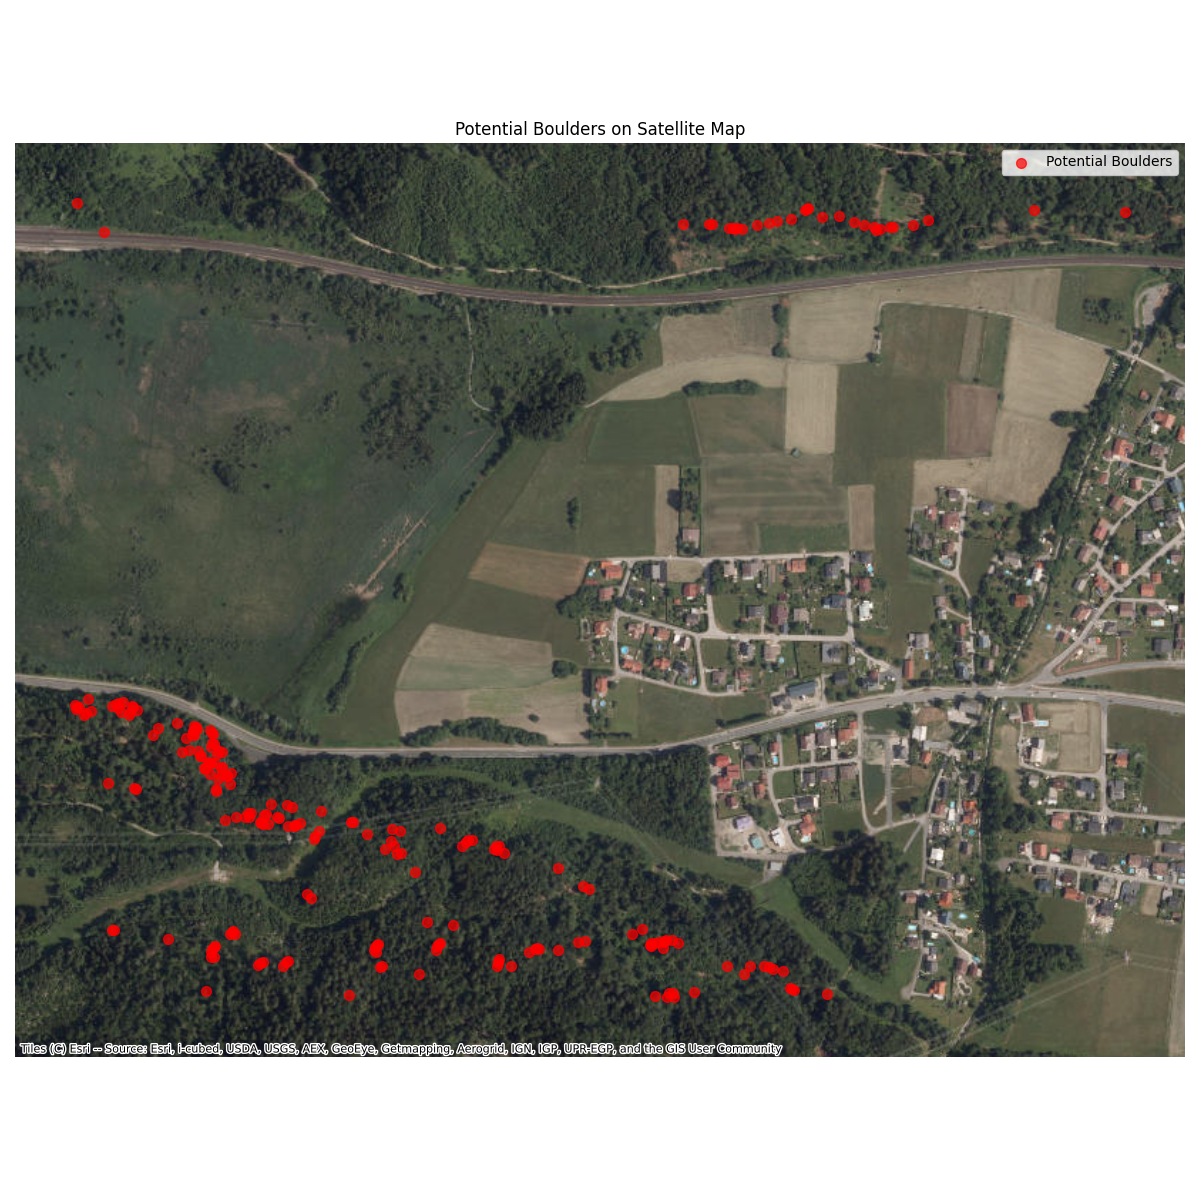 Potential Boulders on Satellite Map
Potential Boulders
Tiles (C) Esri -- Source: Esri, i-cubed, USDA, USGS, AEX, GeoEye, Getmapping, Aerogrid, IGN, IGP, UPR-EGP, and the GIS User Community